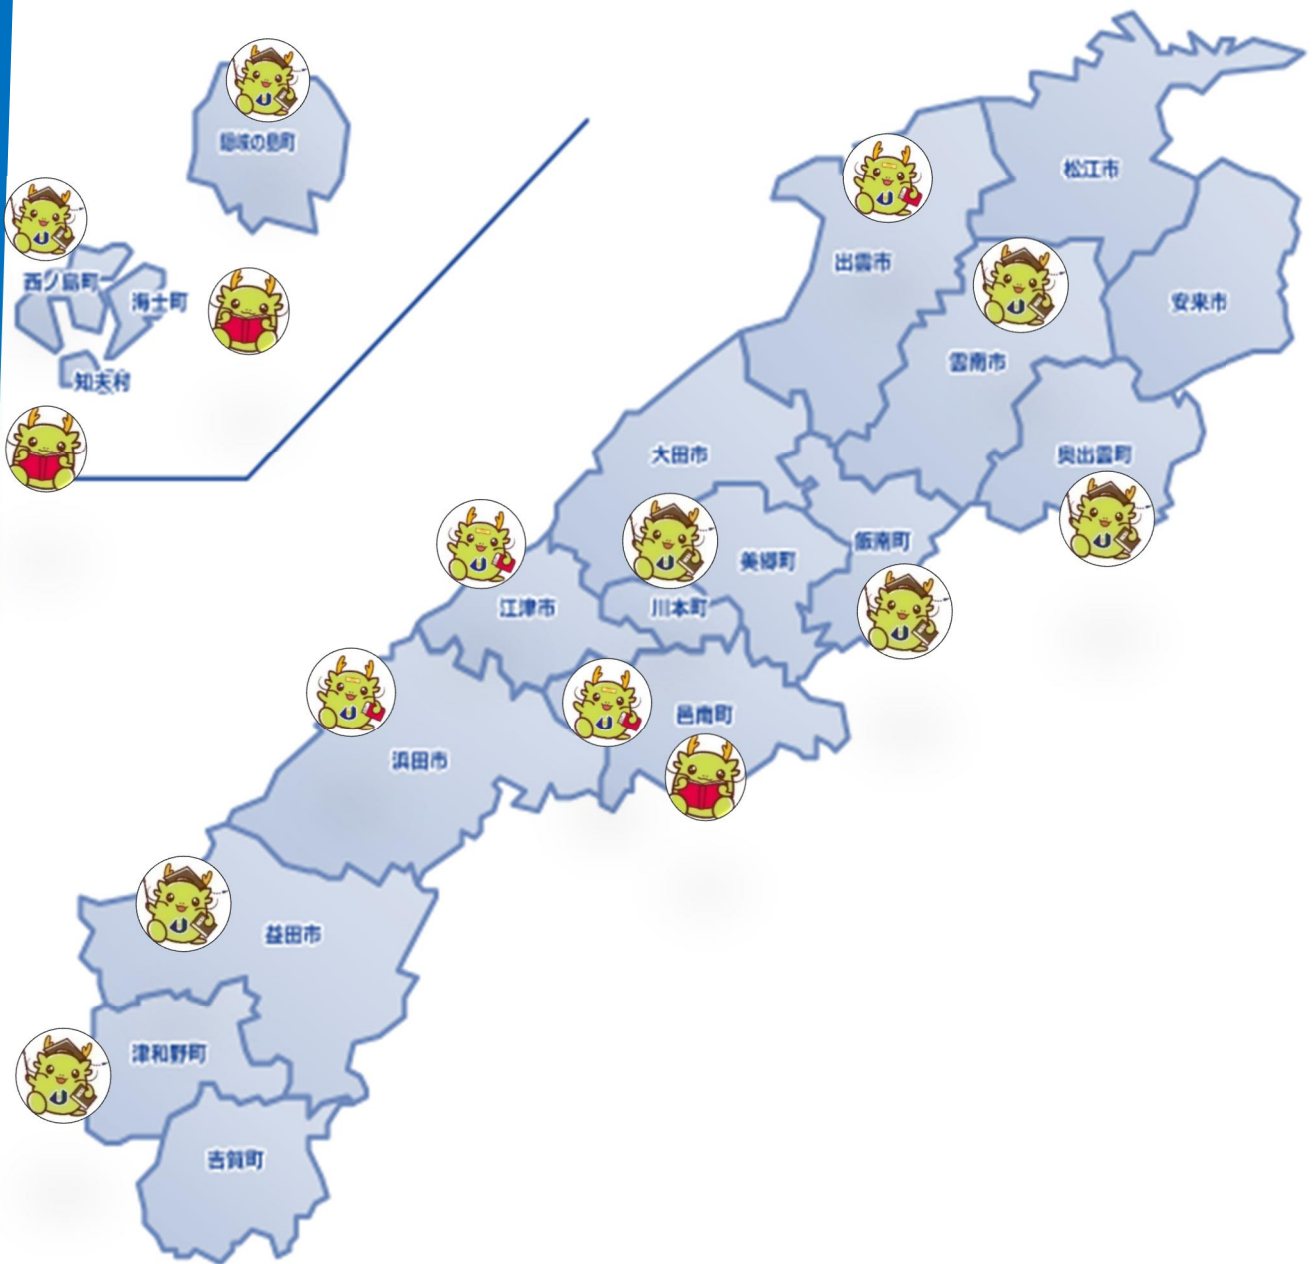 隠岐の島町
西ノ島町
海士町
知夫村
松江市
出雲市
安来市
雲南市
大田市
奥出雲町
飯南町
美郷町
川本町
江津市
邑南町
浜田市
益田市
津和野町
吉賀町